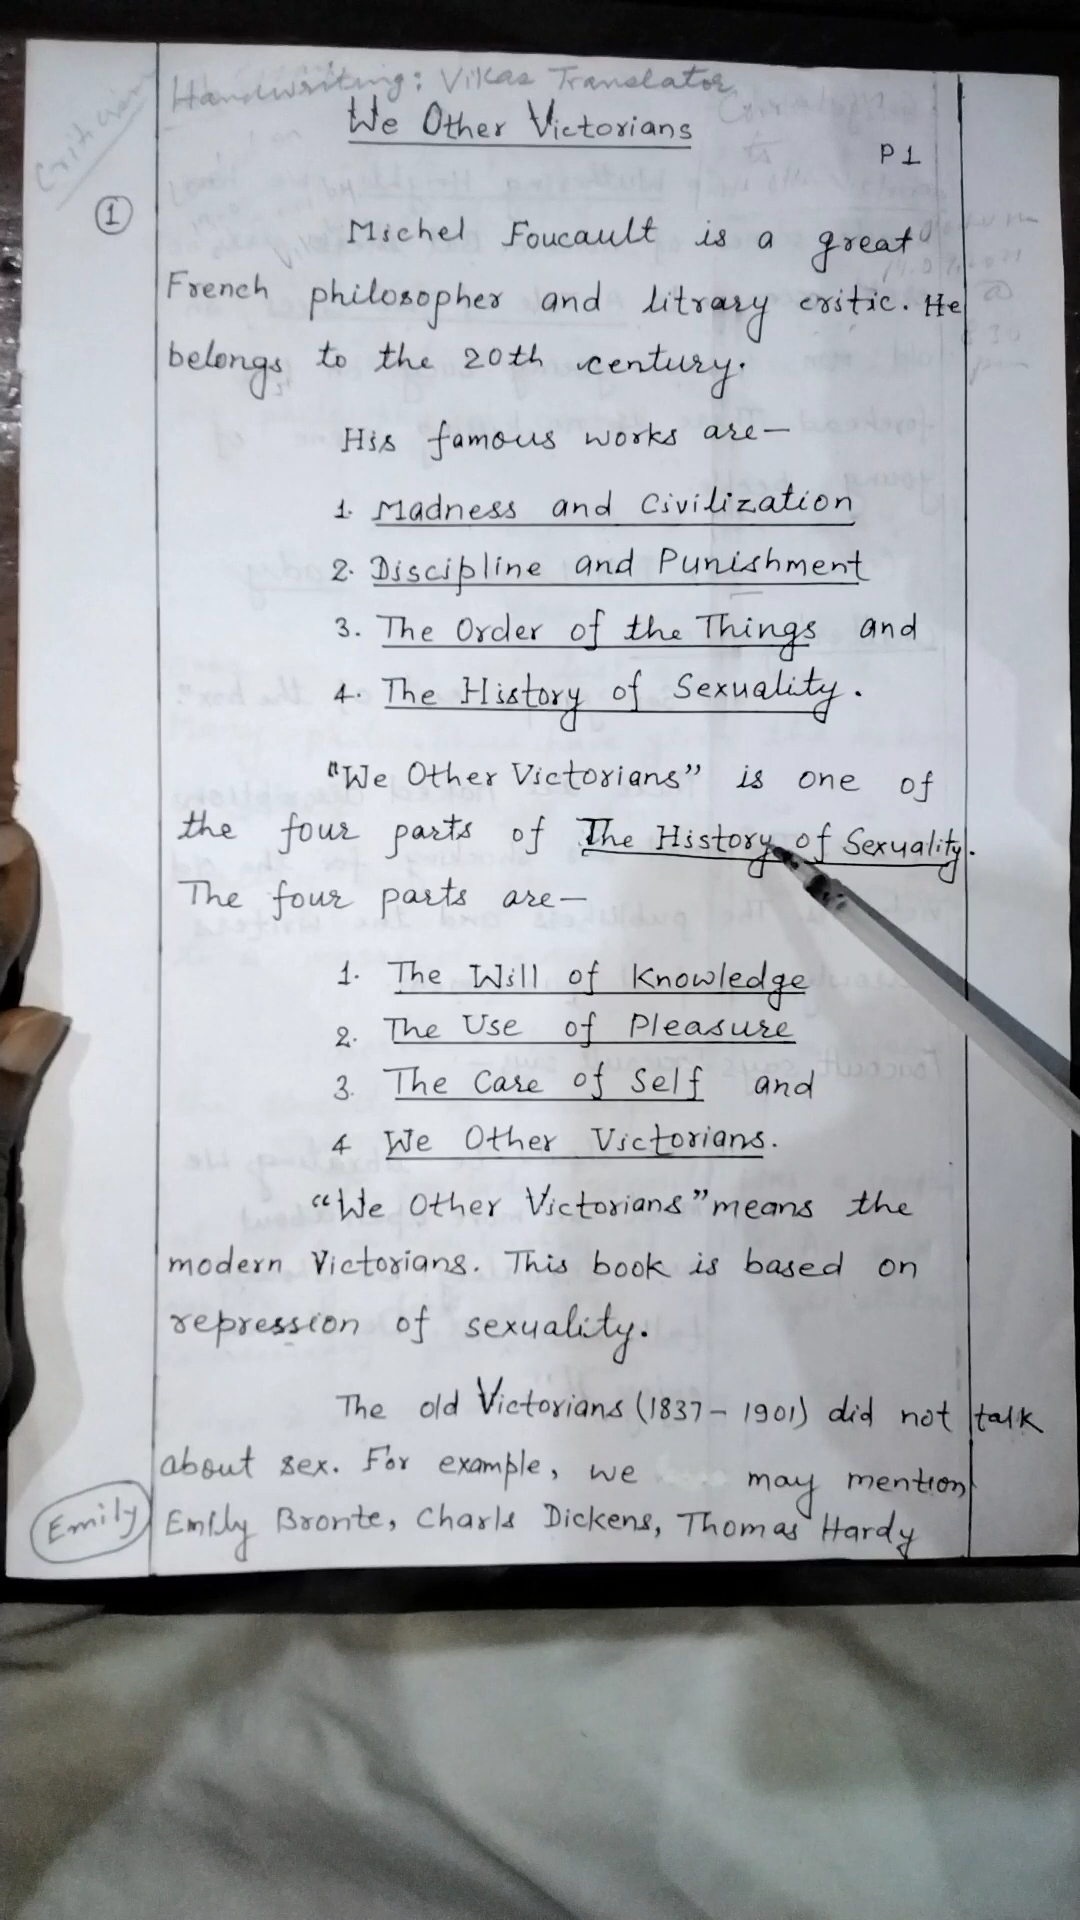 Handwriting: Vikas Translator
We Other Victorians
P1
①
Michel Foucault is a great
French philosopher and litrary critic. He
belongs to the 20th century.
His famous works are—
1. Madness and Civilization
2. Discipline and Punishment
3. The Order of the Things and
4. The History of Sexuality.
"We Other Victorians" is one of
the four parts of The History of Sexuality.
The four parts are—
1. The Will of Knowledge
2. The Use of Pleasure
3. The Care of Self and
4 We Other Victorians.
"We Other Victorians" means the
modern Victorians. This book is based on
repression of sexuality.
The old Victorians (1837-1901) did not talk
about sex. For example, we may mention
Emily
Emily Bronte, Charls Dickens, Thomas Hardy